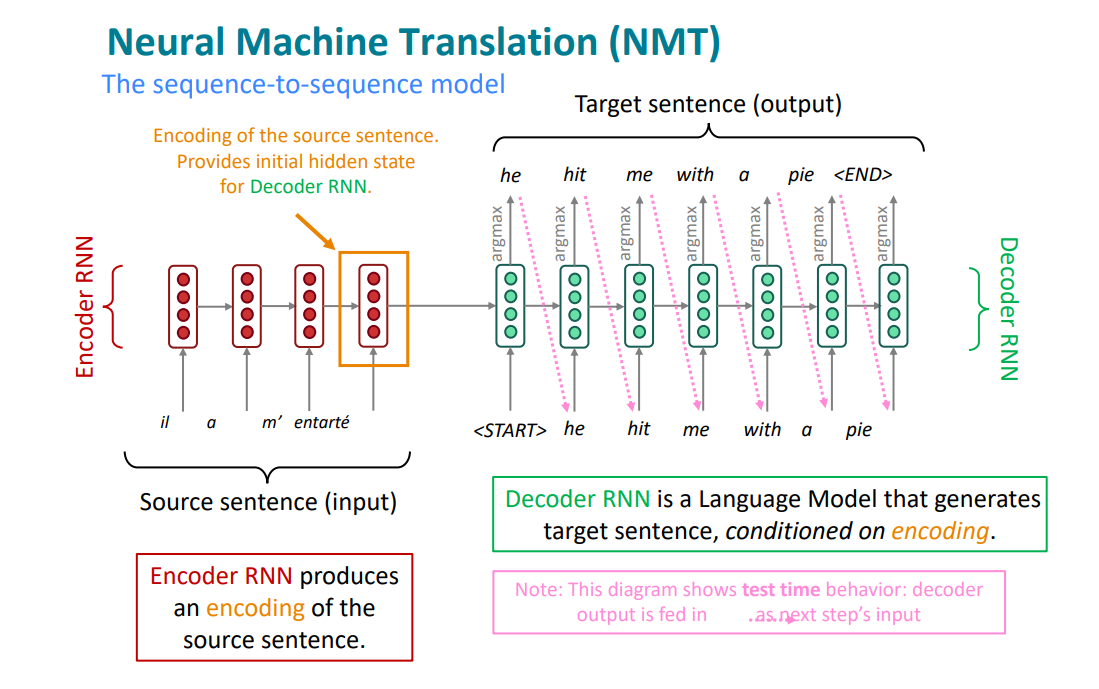 Neural Machine Translation (NMT)
The sequence-to-sequence model
Target sentence (output)
Encoding of the source sentence.
Provides initial hidden state
for Decoder RNN.
he hit me with a pie <END>
argmax argmax argmax argmax argmax argmax argmax
Encoder RNN
Decoder RNN
il a m’ entarté
<START> he hit me with a pie
Source sentence (input)
Decoder RNN is a Language Model that generates
target sentence, conditioned on encoding.
Encoder RNN produces
an encoding of the
source sentence.
Note: This diagram shows test time behavior: decoder
output is fed in as next step’s input